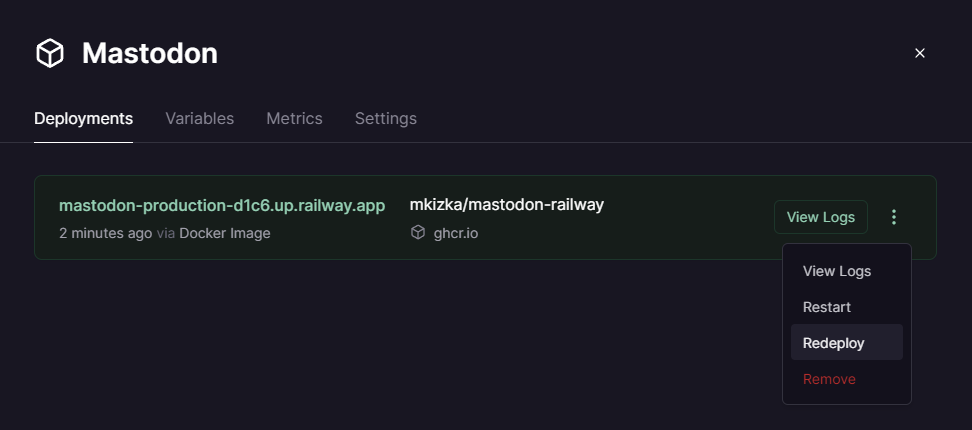 Mastodon
Deployments Variables Metrics Settings
mastodon-production-d1c6.up.railway.app mkizka/mastodon-railway
2 minutes ago via Docker Image ghcr.io
View Logs
View Logs
Restart
Redeploy
Remove